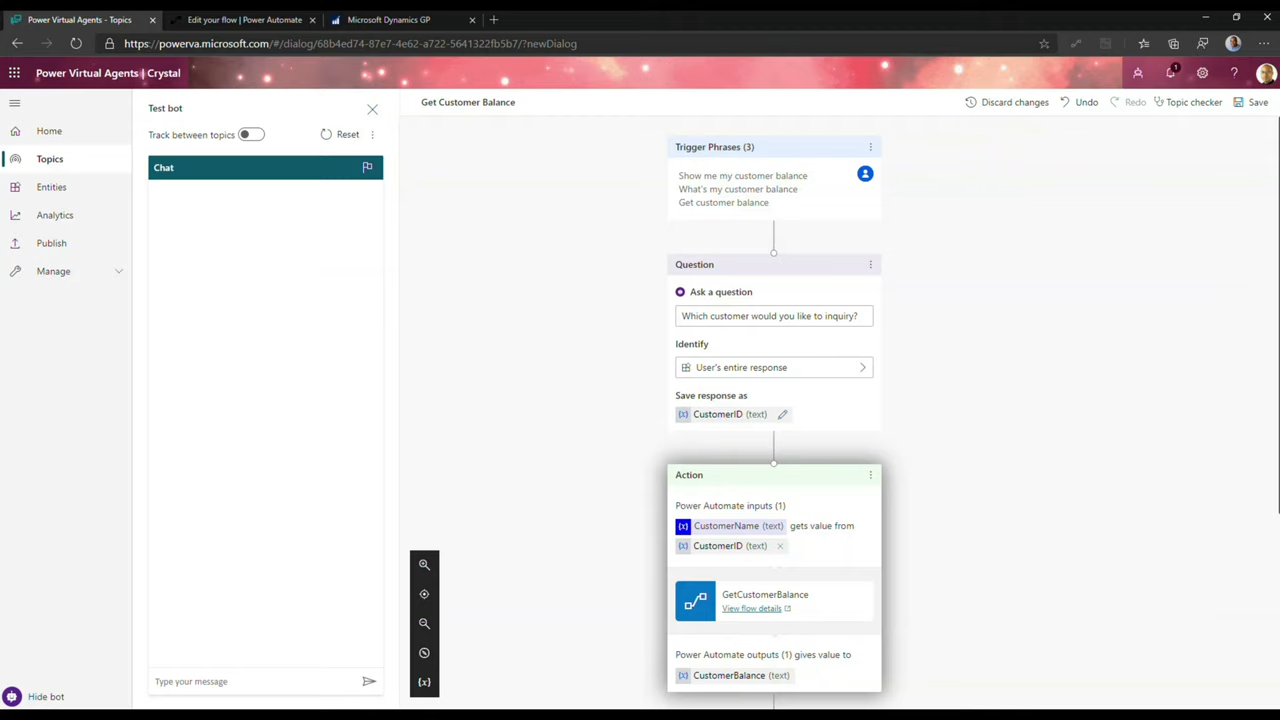 Power Virtual Agents - Topics
Edit your flow | Power Automate
Microsoft Dynamics GP
https://powerva.microsoft.com/#/dialog/68b4ed74-87e7-4e62-a722-5641322fb5b7/?newDialog
Power Virtual Agents | Crystal
1
Home
Topics
Entities
Analytics
Publish
Manage
Hide bot
Test bot
Track between topics
Reset
Chat
Type your message
Get Customer Balance
Discard changes
Undo
Redo
Topic checker
Save
Trigger Phrases (3)
Show me my customer balance
What's my customer balance
Get customer balance
Question
Ask a question
Which customer would you like to inquiry?
Identify
User's entire response
Save response as
{x} CustomerID (text)
Action
Power Automate inputs (1)
{x} CustomerName (text) gets value from
{x} CustomerID (text)
GetCustomerBalance
View flow details
Power Automate outputs (1) gives value to
{x} CustomerBalance (text)
{x}